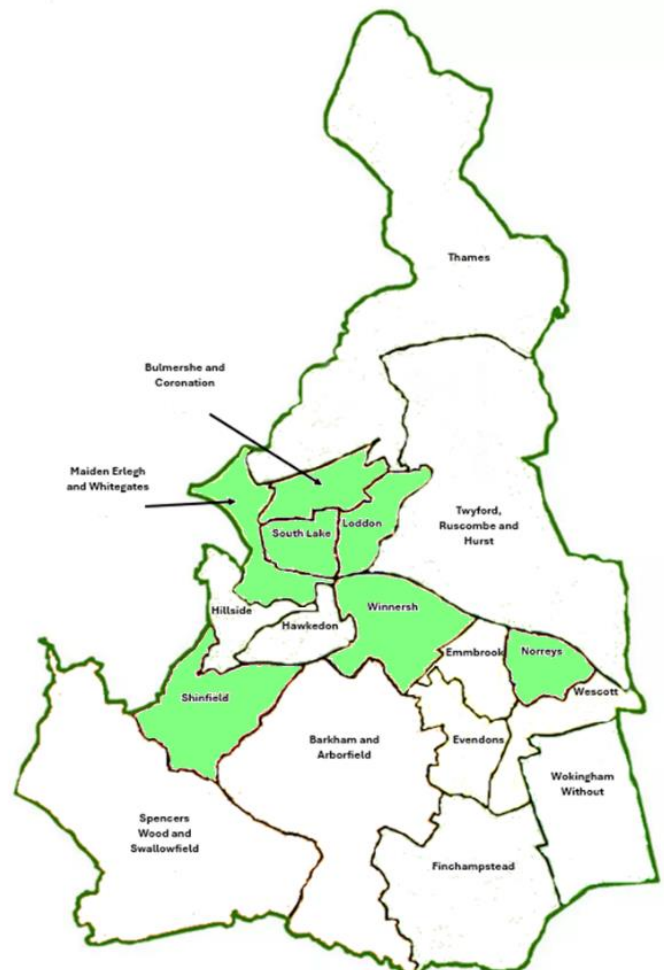 Thames
Bulmershe and
Coronation
Maiden Erlegh
and Whitegates
Twyford,
Ruscombe and
Hurst
South Lake
Loddon
Hillside
Hawkedon
Winnersh
Emmbrook
Norreys
Wescott
Shinfield
Barkham and
Arborfield
Evendons
Wokingham
Without
Spencers
Wood and
Swallowfield
Finchampstead